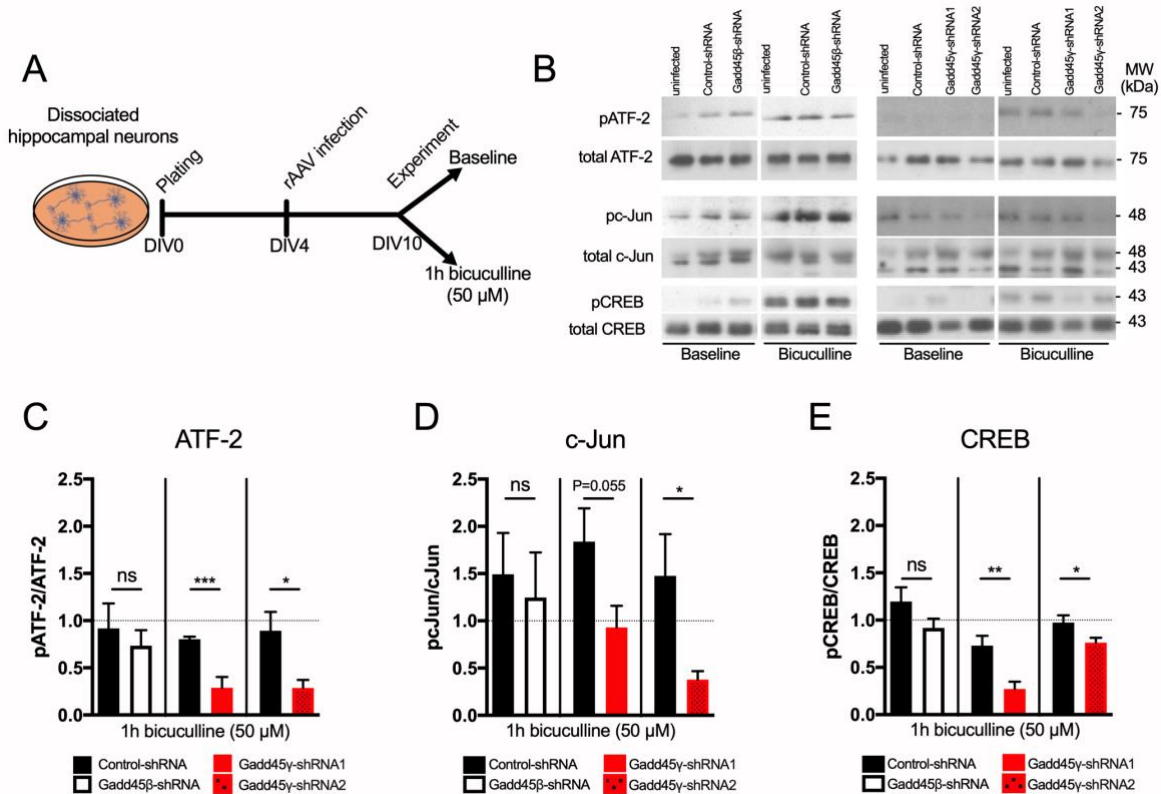 A
Dissociated
hippocampal neurons
Plating
rAAV infection
Experiment
Baseline
DIV0
DIV4
DIV10
1h bicuculline
(50 µM)
B
uninfected
Control-shRNA
Gadd45β-shRNA
uninfected
Control-shRNA
Gadd45β-shRNA
uninfected
Control-shRNA
Gadd45γ-shRNA1
Gadd45γ-shRNA2
uninfected
Control-shRNA
Gadd45γ-shRNA1
Gadd45γ-shRNA2
MW
(kDa)
pATF-2
75
total ATF-2
75
pc-Jun
48
total c-Jun
48
43
pCREB
43
total CREB
43
Baseline
Bicuculline
Baseline
Bicuculline
C
ATF-2
pATF-2/ATF-2
2.5
2.0
1.5
1.0
0.5
0.0
ns
***
*
1h bicuculline (50 µM)
Control-shRNA
Gadd45β-shRNA
Gadd45γ-shRNA1
Gadd45γ-shRNA2
D
c-Jun
pcJun/cJun
2.5
2.0
1.5
1.0
0.5
0.0
ns
P=0.055
*
1h bicuculline (50 µM)
Control-shRNA
Gadd45β-shRNA
Gadd45γ-shRNA1
Gadd45γ-shRNA2
E
CREB
pCREB/CREB
2.5
2.0
1.5
1.0
0.5
0.0
ns
**
*
1h bicuculline (50 µM)
Control-shRNA
Gadd45β-shRNA
Gadd45γ-shRNA1
Gadd45γ-shRNA2